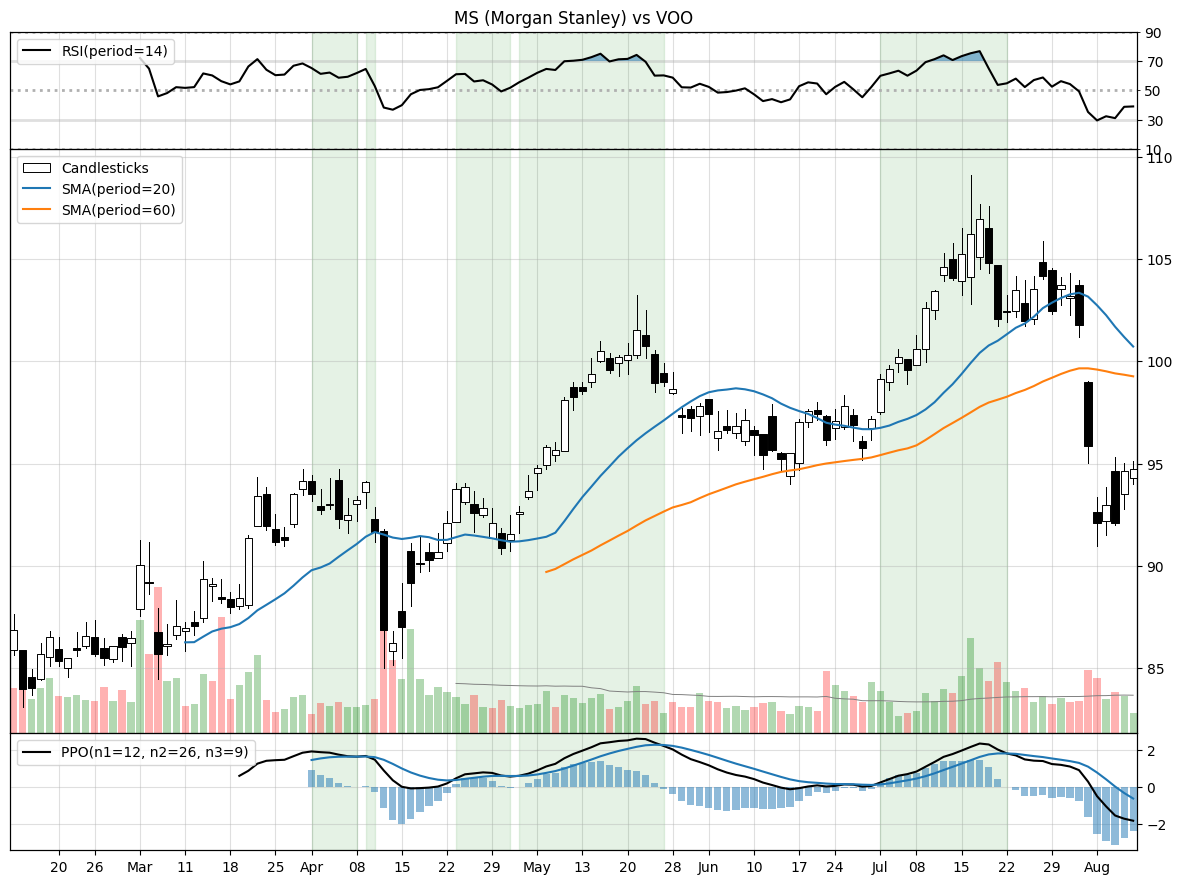 MS (Morgan Stanley) vs VOO
RSI(period=14)
90
70
50
30
10
Candlesticks
SMA(period=20)
SMA(period=60)
110
105
100
95
90
85
PPO(n1=12, n2=26, n3=9)
2
0
−2
20 26 Mar 11 18 25 Apr 08 15 22 29 May 13 20 28 Jun 10 17 24 Jul 08 15 22 29 Aug